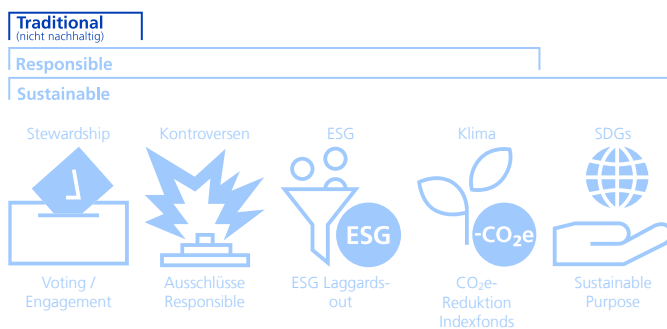 Traditional
(nicht nachhaltig)
Responsible
Sustainable
Stewardship
Kontroversen
ESG
Klima
SDGs
ESG
-CO₂e
Voting /
Engagement
Ausschlüsse
Responsible
ESG Laggards-
out
CO₂e-
Reduktion
Indexfonds
Sustainable
Purpose